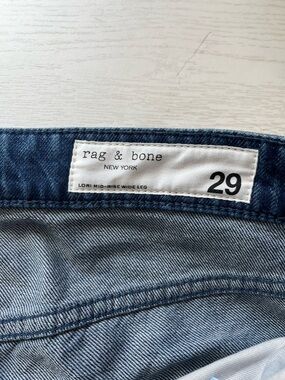 rag & bone
NEW YORK
LORI MID-RISE WIDE LEG
29